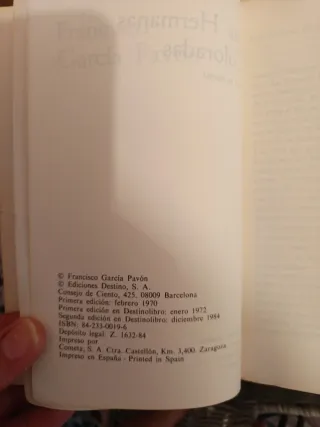 © Francisco García Pavón
© Ediciones Destino, S. A.
Consejo de Ciento, 425. 08009 Barcelona
Primera edición: febrero 1970
Primera edición en Destinolibro: enero 1972
Segunda edición en Destinolibro: diciembre 1984
ISBN: 84-233-0019-6
Depósito legal: Z. 1632-84
Impreso por
Cometa, S. A. Ctra. Castellón, Km. 3,400. Zaragoza
Impreso en España - Printed in Spain